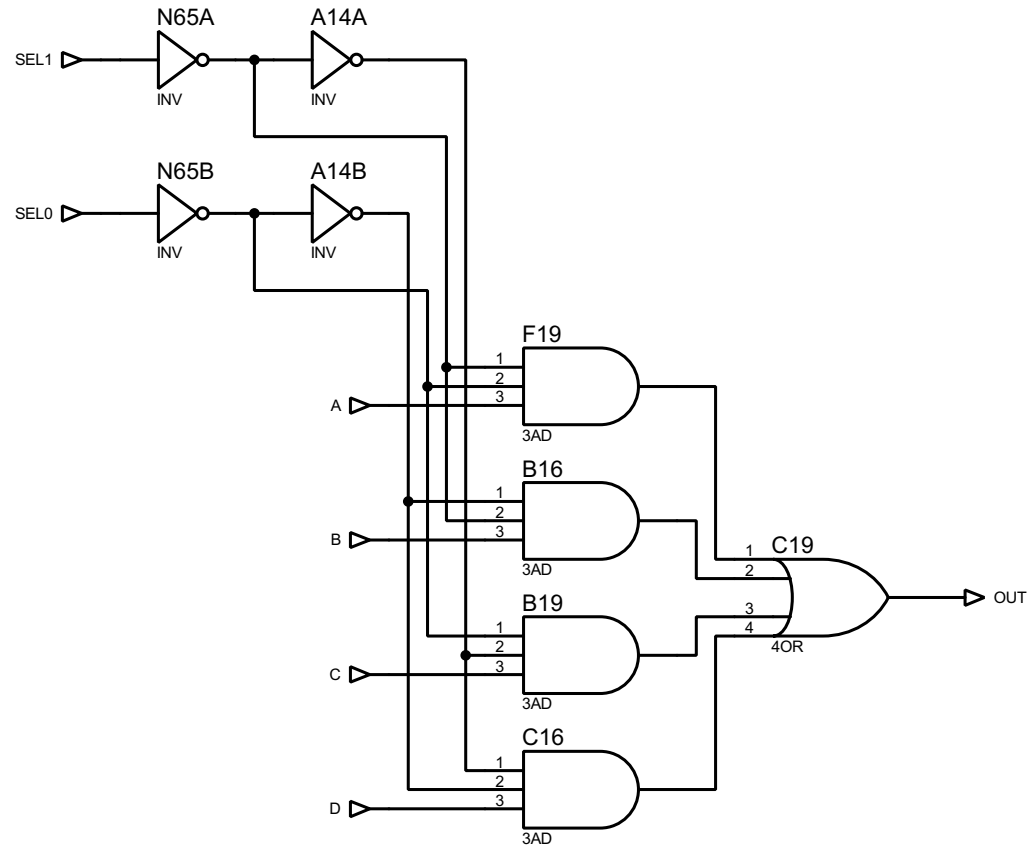 N65A
A14A
SEL1
INV
INV
N65B
A14B
SEL0
INV
INV
F19
1
2
3
A
3AD
B16
1
2
3
B
3AD
C19
1
2
3
4
4OR
OUT
B19
1
2
3
C
3AD
C16
1
2
3
D
3AD